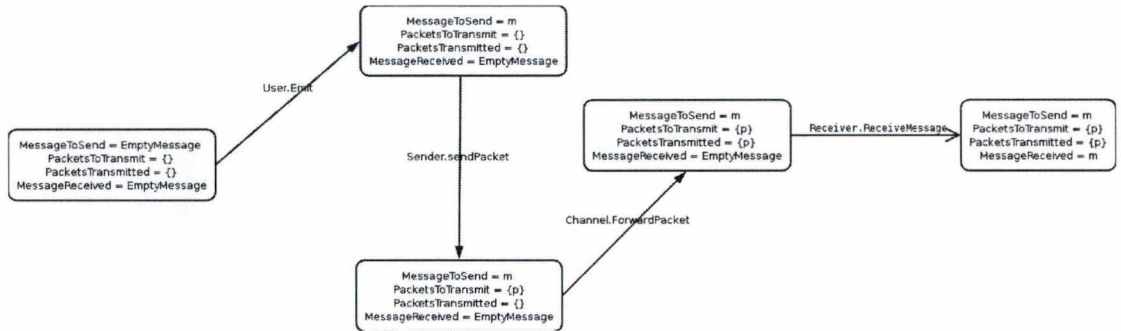 MessageToSend = m
PacketsToTransmit = {}
PacketsTransmitted = {}
MessageReceived = EmptyMessage
User.Emit
MessageToSend = EmptyMessage
PacketsToTransmit = {}
PacketsTransmitted = {}
MessageReceived = EmptyMessage
Sender.sendPacket
MessageToSend = m
PacketsToTransmit = {p}
PacketsTransmitted = {}
MessageReceived = EmptyMessage
Channel.ForwardPacket
MessageToSend = m
PacketsToTransmit = {p}
PacketsTransmitted = {p}
MessageReceived = EmptyMessage
Receiver.ReceiveMessage
MessageToSend = m
PacketsToTransmit = {p}
PacketsTransmitted = {p}
MessageReceived = m